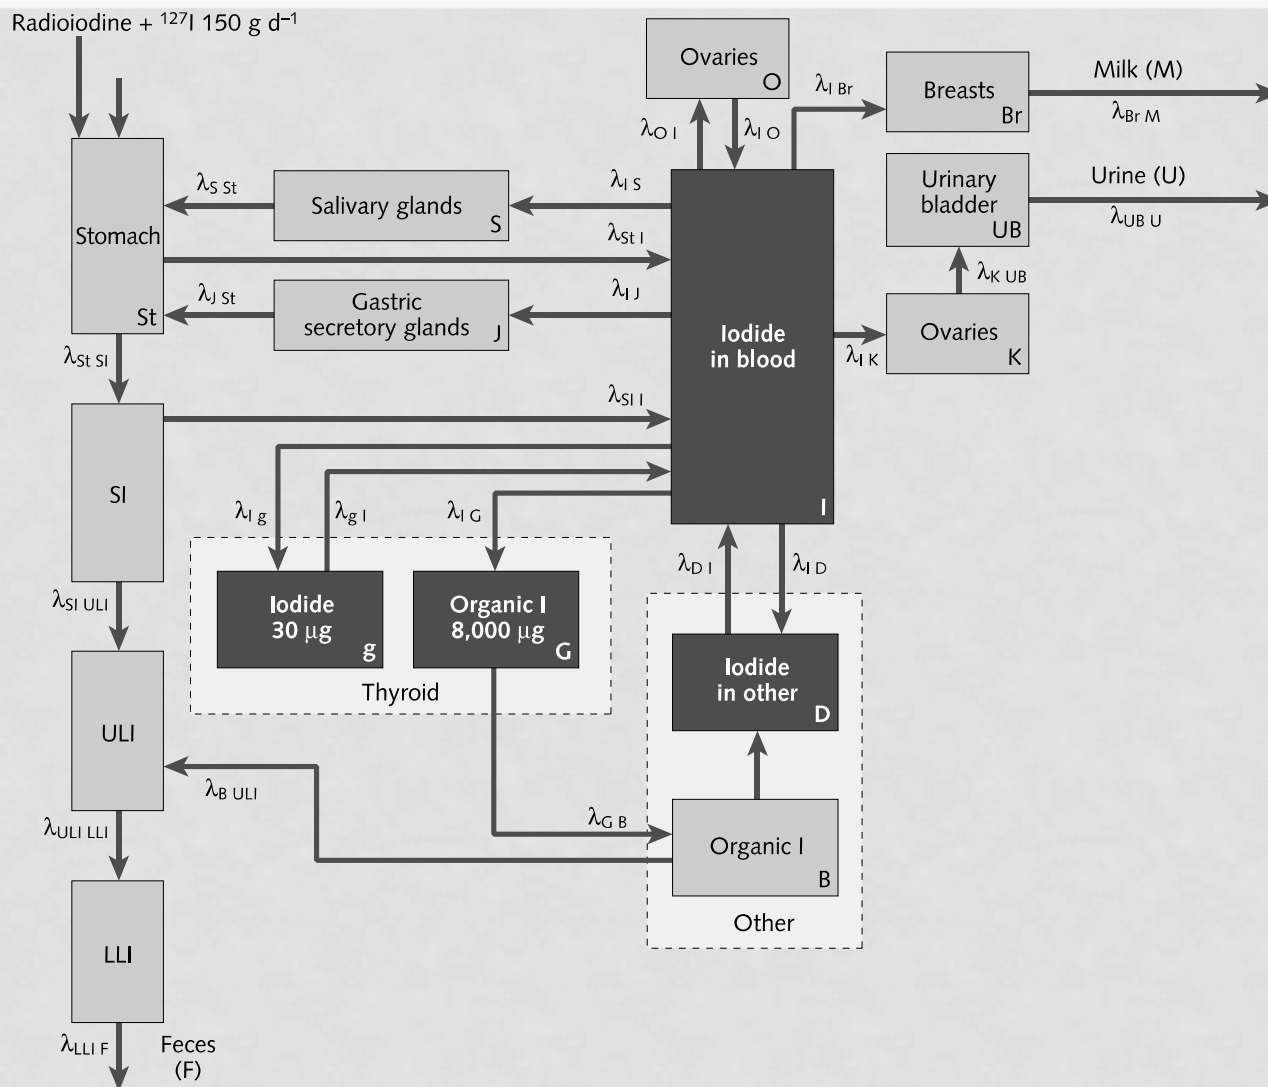 Radioiodine + ¹²⁷I 150 g d⁻¹
Ovaries
O
λO I
λI O
λI Br
Breasts
Br
Milk (M)
λBr M
Urinary
bladder
UB
Urine (U)
λUB U
λK UB
Ovaries
K
λI K
Stomach
St
λS St
Salivary glands
S
λI S
λSt I
λJ St
Gastric
secretory glands
J
λI J
Iodide
in blood
I
λSt SI
λSI I
SI
λI g
λg I
λI G
λD I
λI D
Iodide
30 μg
g
Organic I
8,000 μg
G
Thyroid
λSI ULI
Iodide
in other
D
ULI
λB ULI
λG B
Organic I
B
Other
λULI LLI
LLI
λLLI F
Feces
(F)